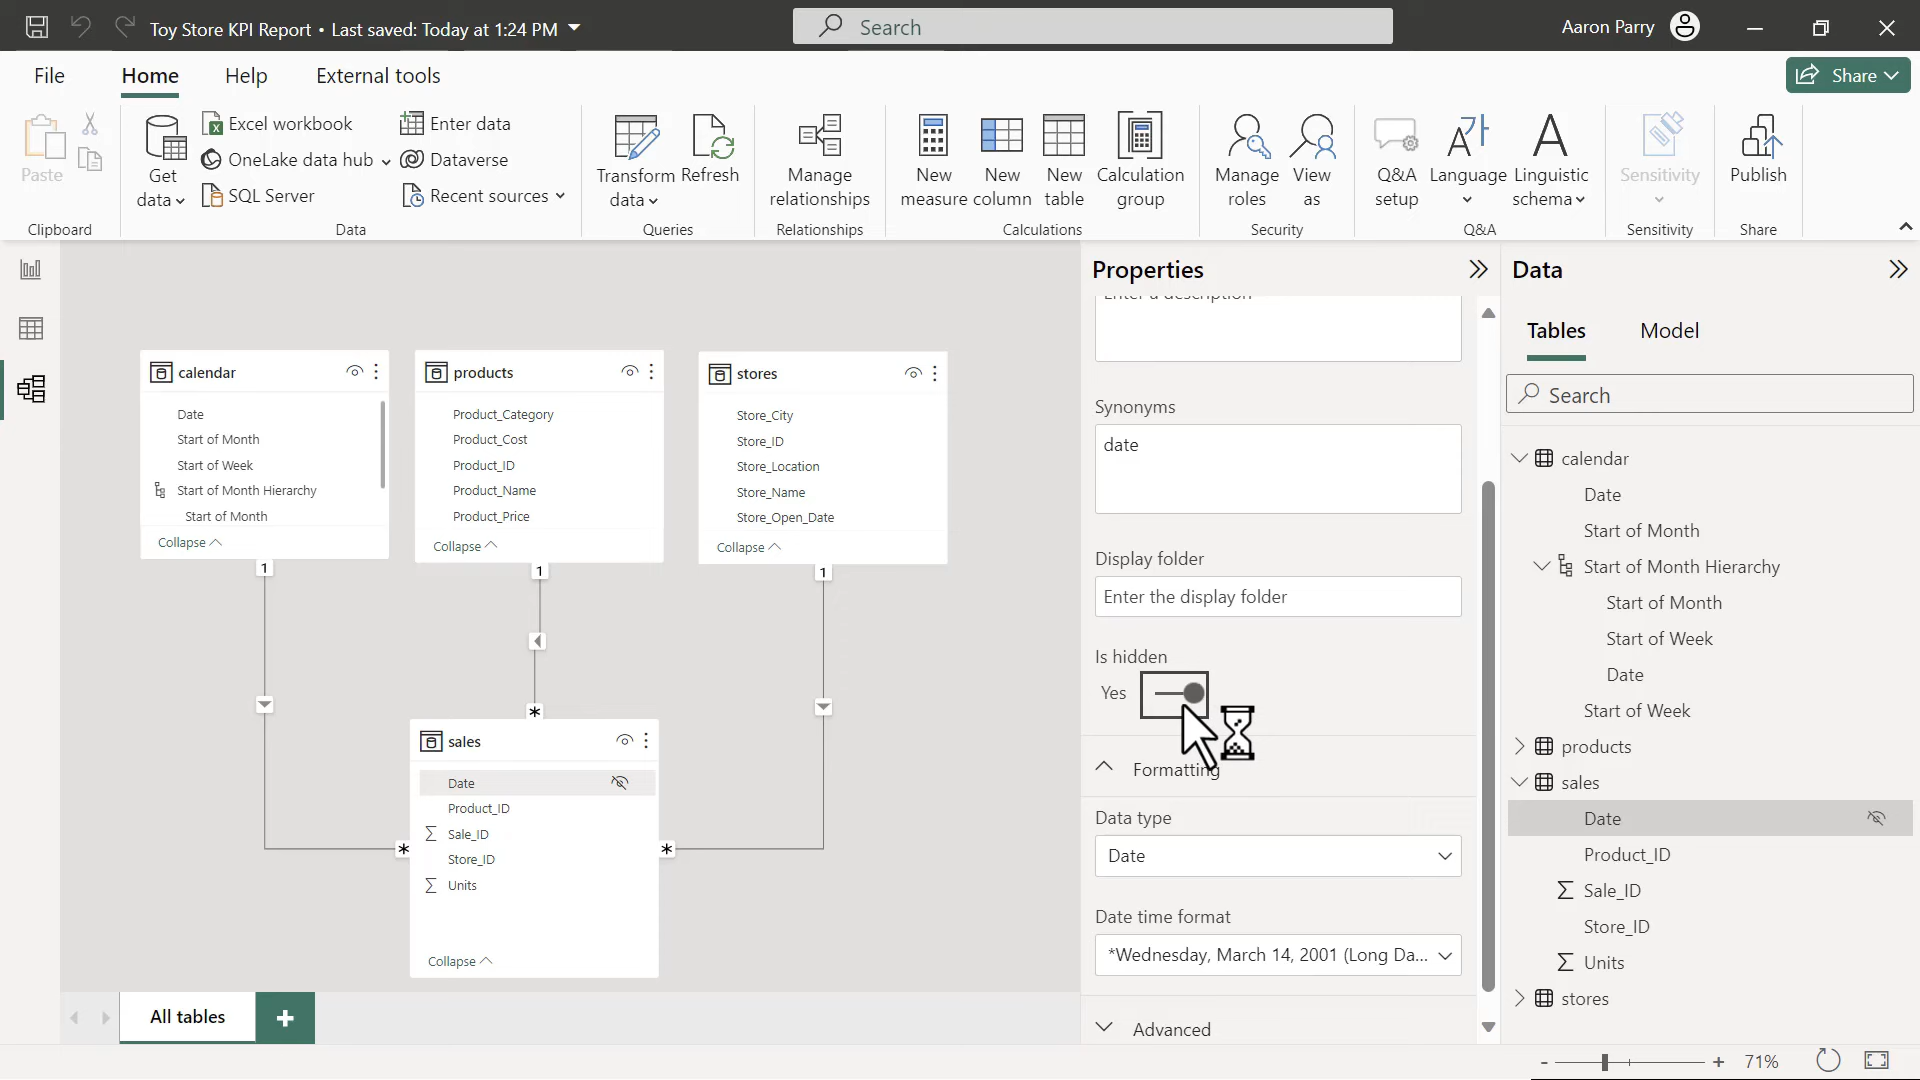 Toy Store KPI Report • Last saved: Today at 1:24 PM
Search
Aaron Parry
File
Home
Help
External tools
Share
Paste
Clipboard
Get data
Excel workbook
OneLake data hub
SQL Server
Enter data
Dataverse
Recent sources
Data
Transform data
Refresh
Queries
Manage relationships
Relationships
New measure
New column
New table
Calculation group
Calculations
Manage roles
View as
Security
Q&A setup
Language
Linguistic schema
Q&A
Sensitivity
Sensitivity
Publish
Share
calendar
Date
Start of Month
Start of Week
Start of Month Hierarchy
Start of Month
Collapse
1
products
Product_Category
Product_Cost
Product_ID
Product_Name
Product_Price
Collapse
1
stores
Store_City
Store_ID
Store_Location
Store_Name
Store_Open_Date
Collapse
1
*
sales
Date
Product_ID
Sale_ID
Store_ID
Units
Collapse
*
*
All tables
+
Properties
Enter a description
Synonyms
date
Display folder
Enter the display folder
Is hidden
Yes
Formatting
Data type
Date
Date time format
*Wednesday, March 14, 2001 (Long Da...
Advanced
Data
Tables
Model
Search
calendar
Date
Start of Month
Start of Month Hierarchy
Start of Month
Start of Week
Date
Start of Week
products
sales
Date
Product_ID
Sale_ID
Store_ID
Units
stores
- + 71%